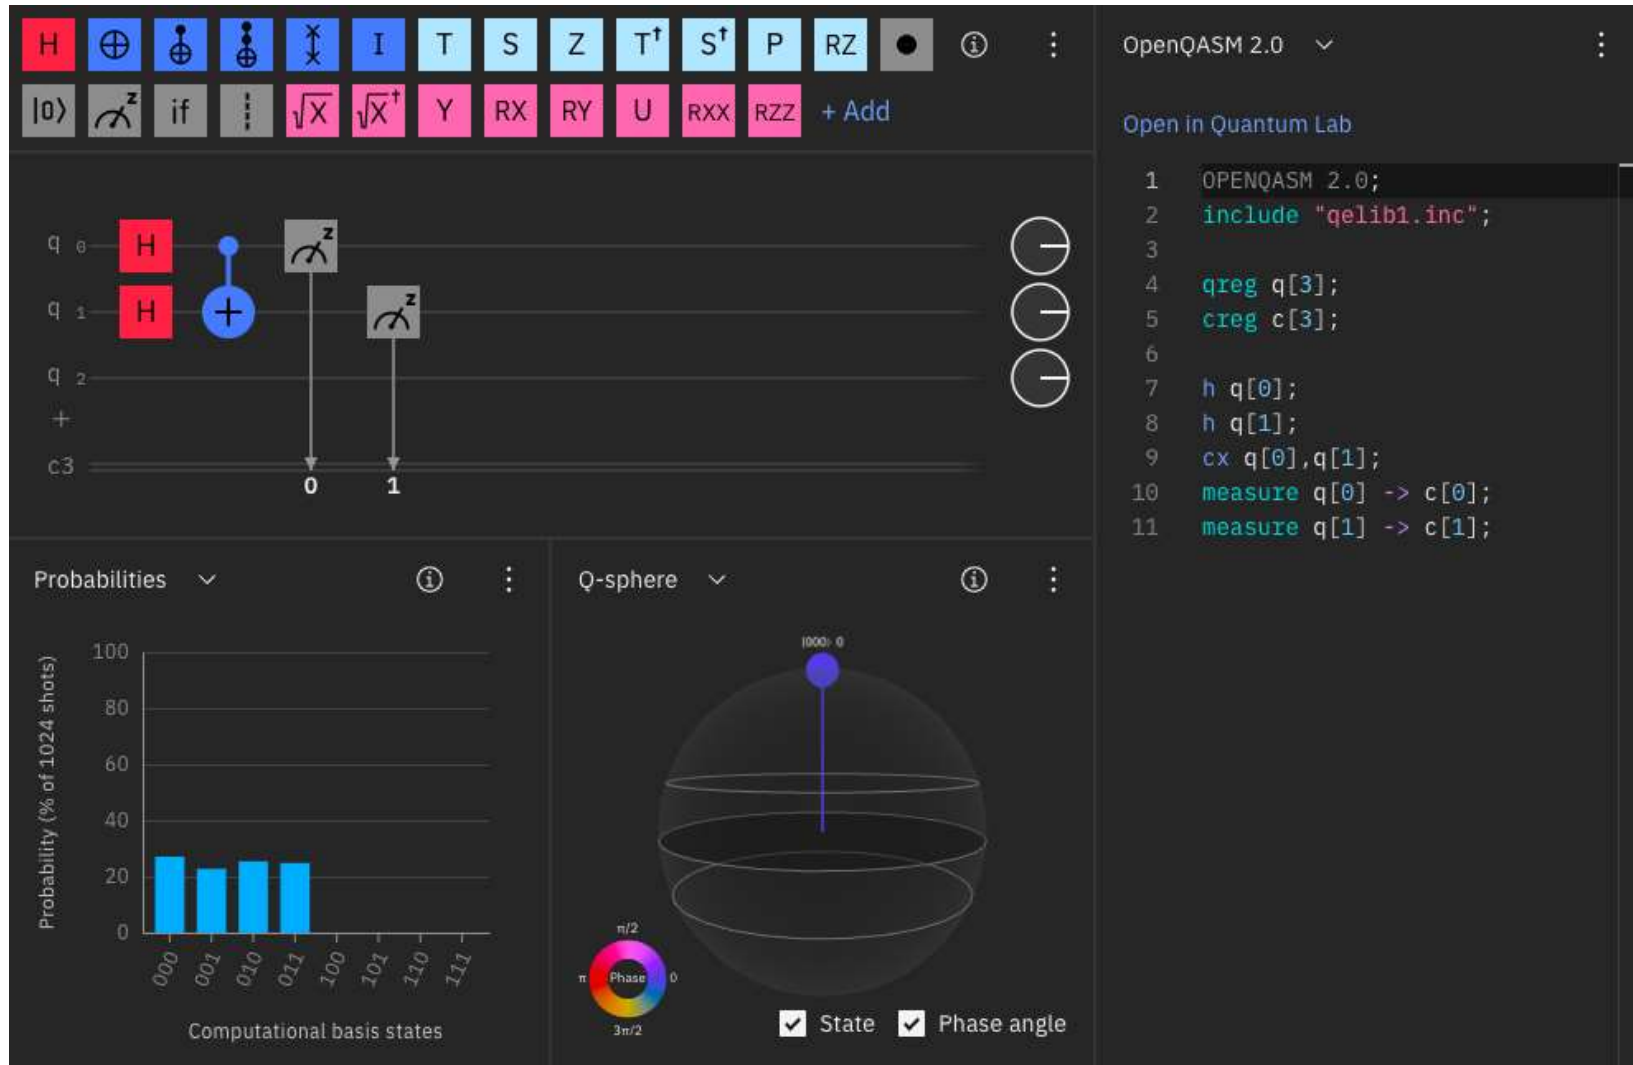 H I T S Z T† S† P RZ
|0⟩ z if √X √X† Y RX RY U RXX RZZ + Add
q 0 H z
q 1 H z
q 2
+
c3
0 1
Probabilities
Probability (% of 1024 shots)
100
80
60
40
20
0
000 001 010 011 100 101 110 111
Computational basis states
Q-sphere
|000⟩ 0
π/2
π Phase 0
3π/2
State Phase angle
OpenQASM 2.0
Open in Quantum Lab
1 OPENQASM 2.0;
2 include "qelib1.inc";
3
4 qreg q[3];
5 creg c[3];
6
7 h q[0];
8 h q[1];
9 cx q[0],q[1];
10 measure q[0] -> c[0];
11 measure q[1] -> c[1];